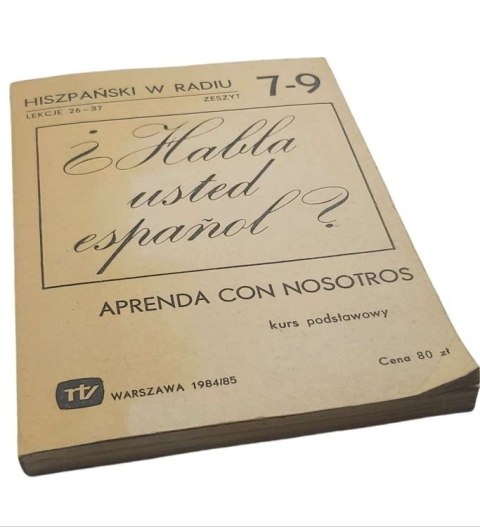 HISZPAŃSKI W RADIU
LEKCJE 26-37
ZESZYT 7-9
¿ Habla
usted
español ?
APRENDA CON NOSOTROS
kurs podstawowy
Cena 80 zł
WARSZAWA 1984/85